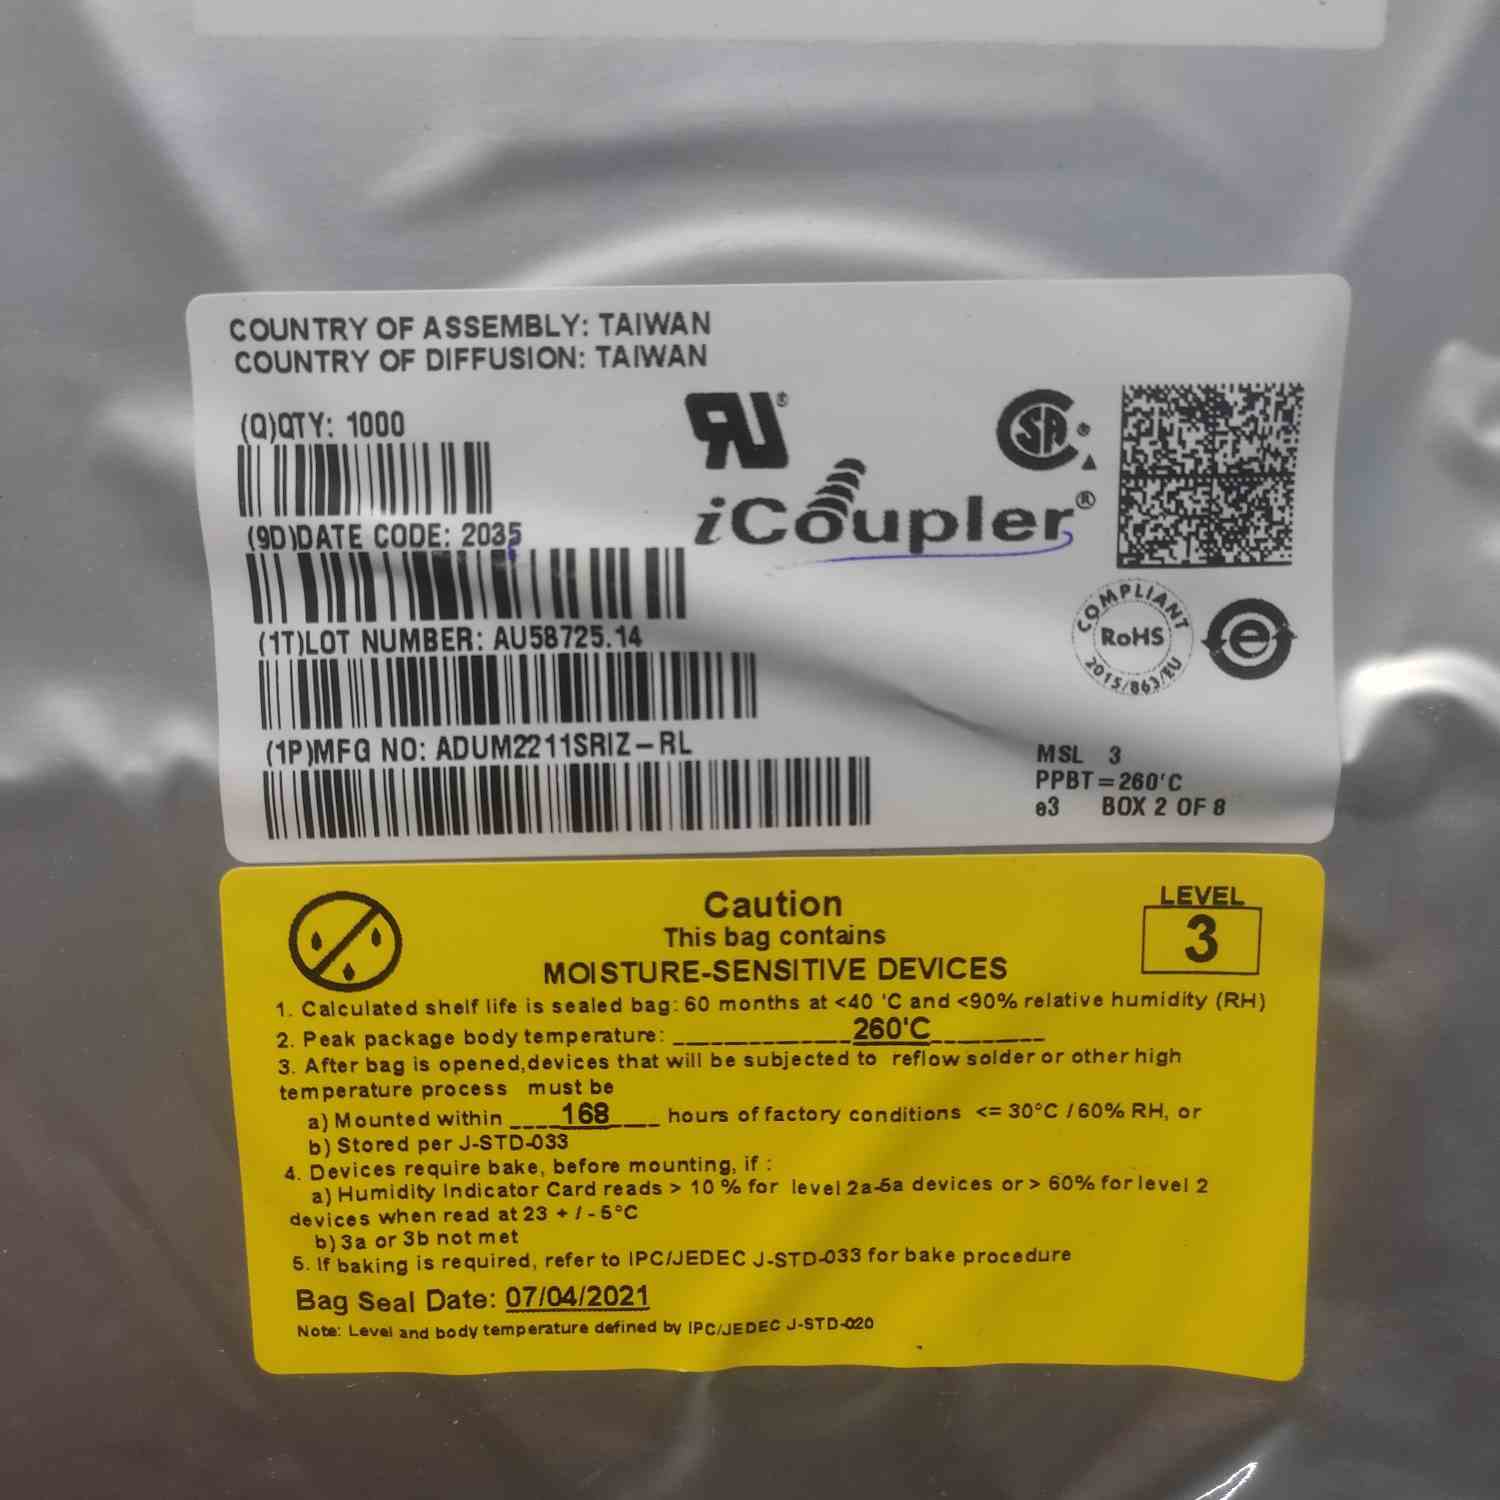 COUNTRY OF ASSEMBLY: TAIWAN
COUNTRY OF DIFFUSION: TAIWAN
(Q)QTY: 1000
(9D)DATE CODE: 2035
(1T)LOT NUMBER: AU58725.14
(1P)MFG NO: ADUM2211SRIZ-RL
RU®
SA®
iCoupler®
COMPLIANT
RoHS
2015/863/EU
e
MSL 3
PPBT=260'C
e3 BOX 2 OF 8
Caution
This bag contains
MOISTURE-SENSITIVE DEVICES
LEVEL
3
1. Calculated shelf life is sealed bag: 60 months at <40 'C and <90% relative humidity (RH)
2. Peak package body temperature: 260'C
3. After bag is opened,devices that will be subjected to reflow solder or other high
temperature process must be
a) Mounted within 168 hours of factory conditions <= 30°C / 60% RH, or
b) Stored per J-STD-033
4. Devices require bake, before mounting, if :
a) Humidity Indicator Card reads > 10 % for level 2a-5a devices or > 60% for level 2
devices when read at 23 + / - 5°C
b) 3a or 3b not met
5. If baking is required, refer to IPC/JEDEC J-STD-033 for bake procedure
Bag Seal Date: 07/04/2021
Note: Level and body temperature defined by IPC/JEDEC J-STD-020